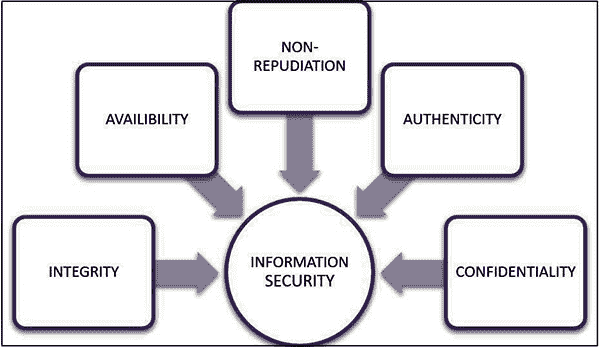 NON-
REPUDIATION
AVAILIBILITY
AUTHENTICITY
INTEGRITY
INFORMATION
SECURITY
CONFIDENTIALITY